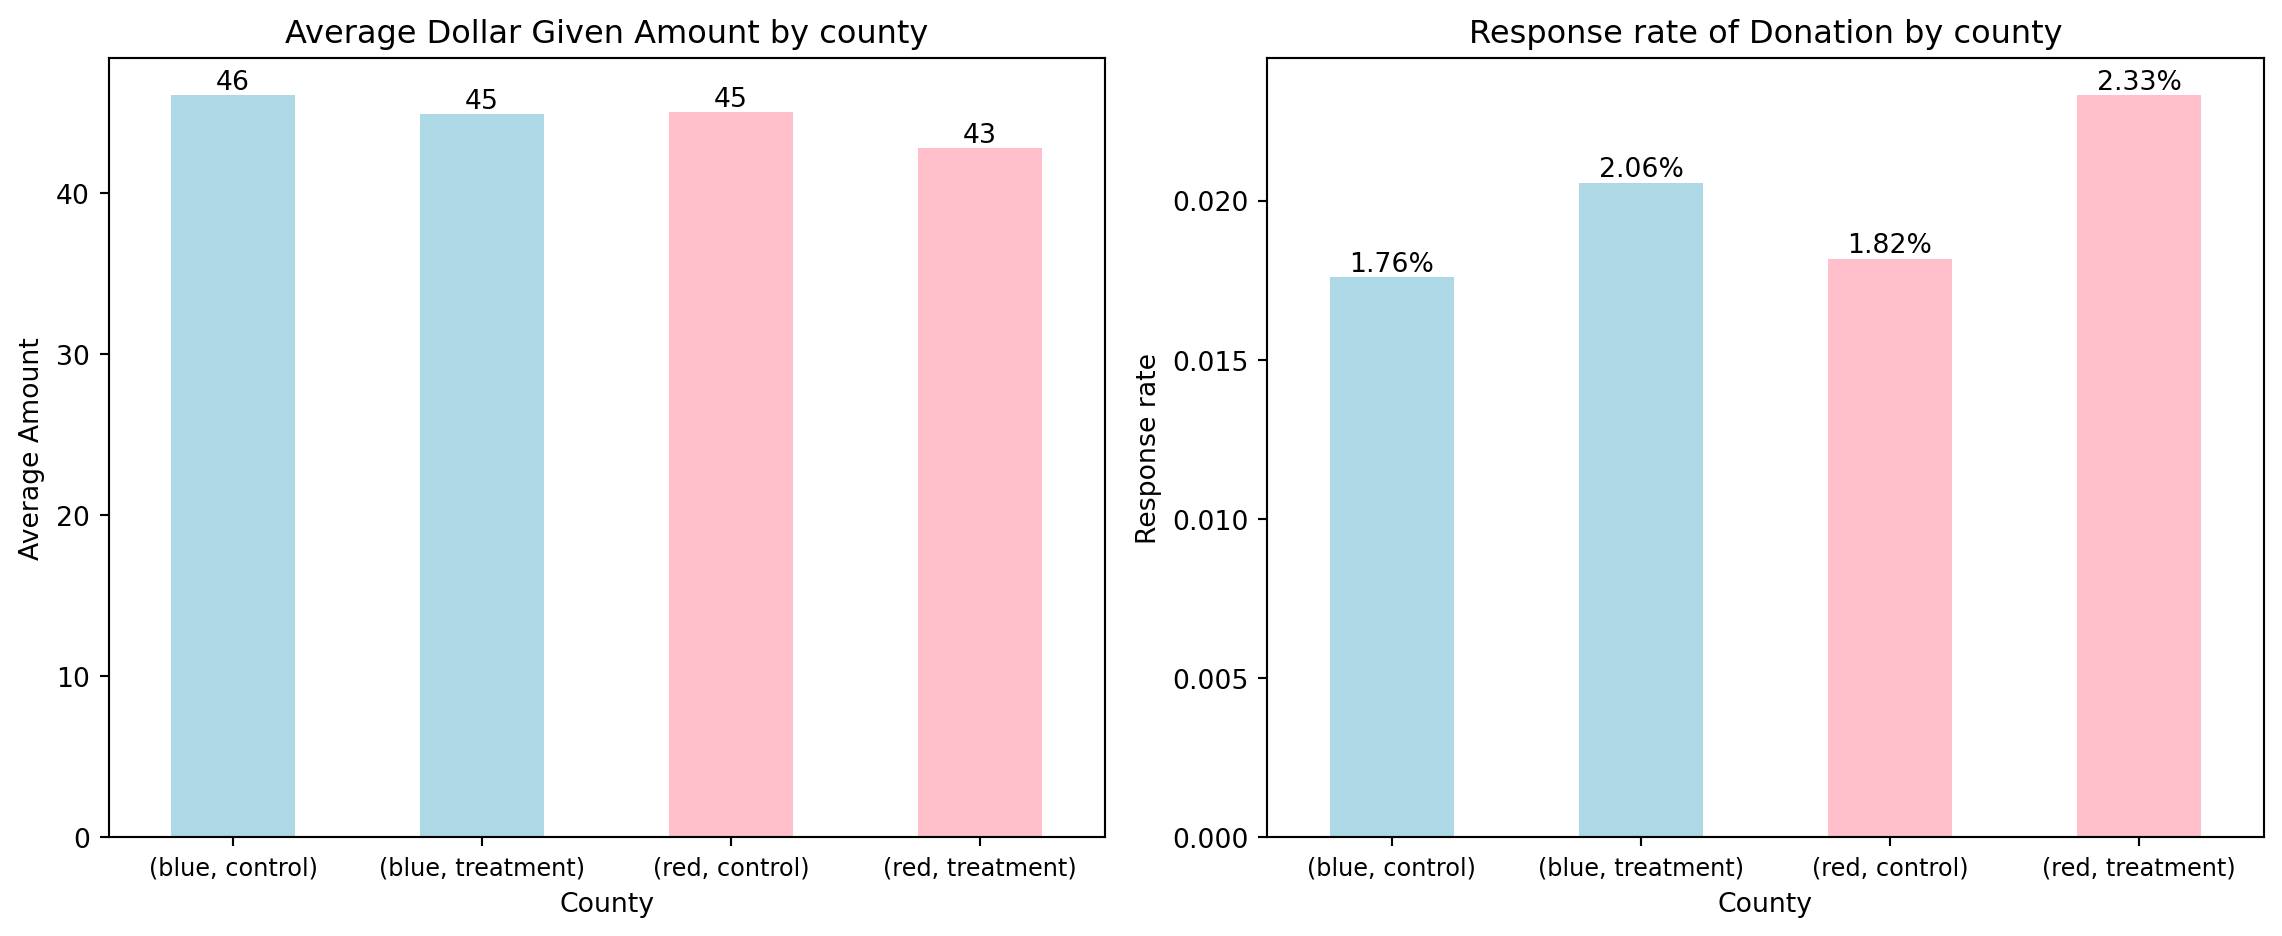 Average Dollar Given Amount by county
46
45
45
43
40
30
20
10
0
Average Amount
(blue, control)
(blue, treatment)
(red, control)
(red, treatment)
County
Response rate of Donation by county
1.76%
2.06%
1.82%
2.33%
0.020
0.015
0.010
0.005
0.000
Response rate
(blue, control)
(blue, treatment)
(red, control)
(red, treatment)
County